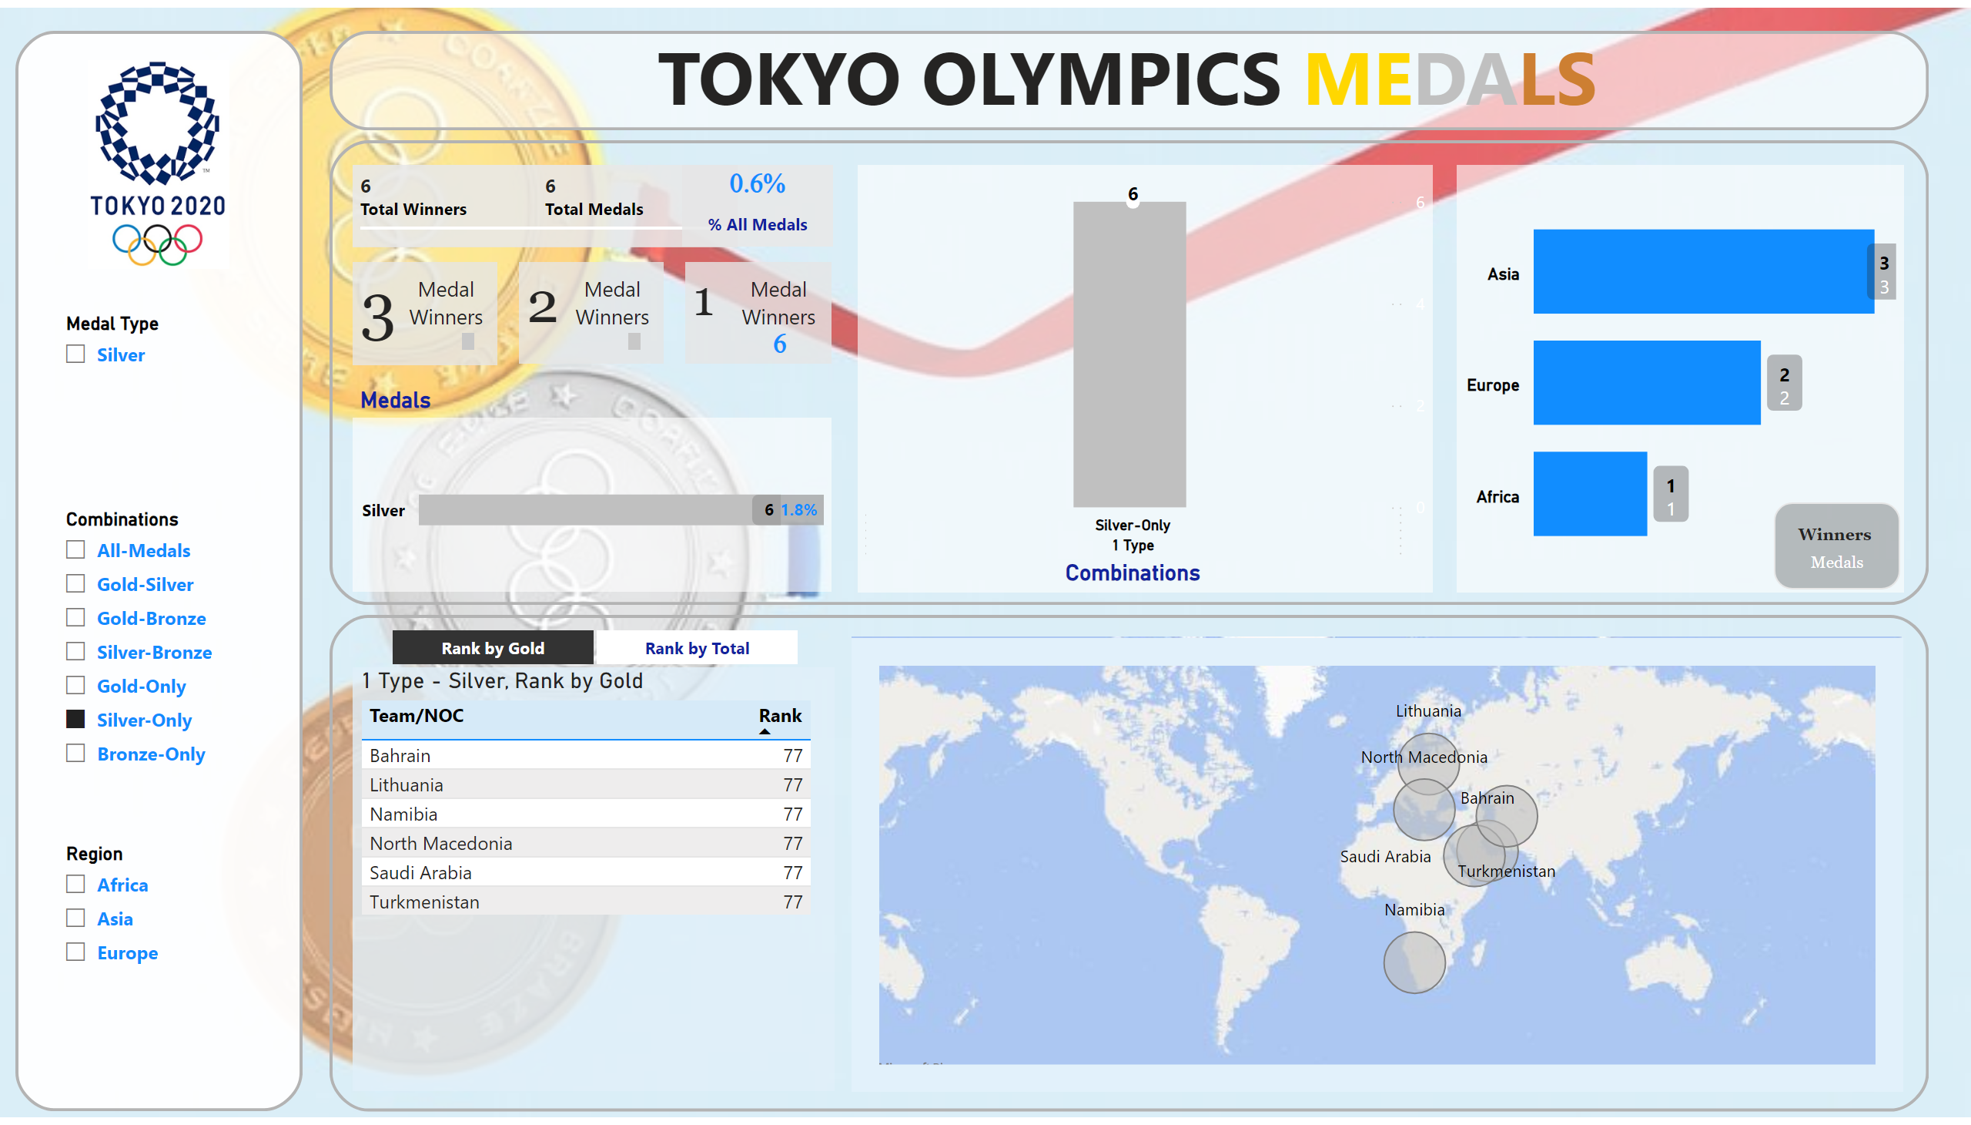 TOKYO OLYMPICS MEDALS
TOKYO 2020
Medal Type
Silver
Combinations
All-Medals
Gold-Silver
Gold-Bronze
Silver-Bronze
Gold-Only
Silver-Only
Bronze-Only
Region
Africa
Asia
Europe
6
Total Winners
6
Total Medals
0.6%
% All Medals
3 Medal Winners
2 Medal Winners
1 Medal Winners
6
Medals
Silver 6 1.8%
6
6
4
2
0
Silver-Only
1 Type
Combinations
Asia 3
3
Europe 2
2
Africa 1
1
Winners
Medals
Rank by Gold Rank by Total
1 Type - Silver, Rank by Gold
Team/NOC Rank
Bahrain 77
Lithuania 77
Namibia 77
North Macedonia 77
Saudi Arabia 77
Turkmenistan 77
Lithuania
North Macedonia
Bahrain
Saudi Arabia
Turkmenistan
Namibia